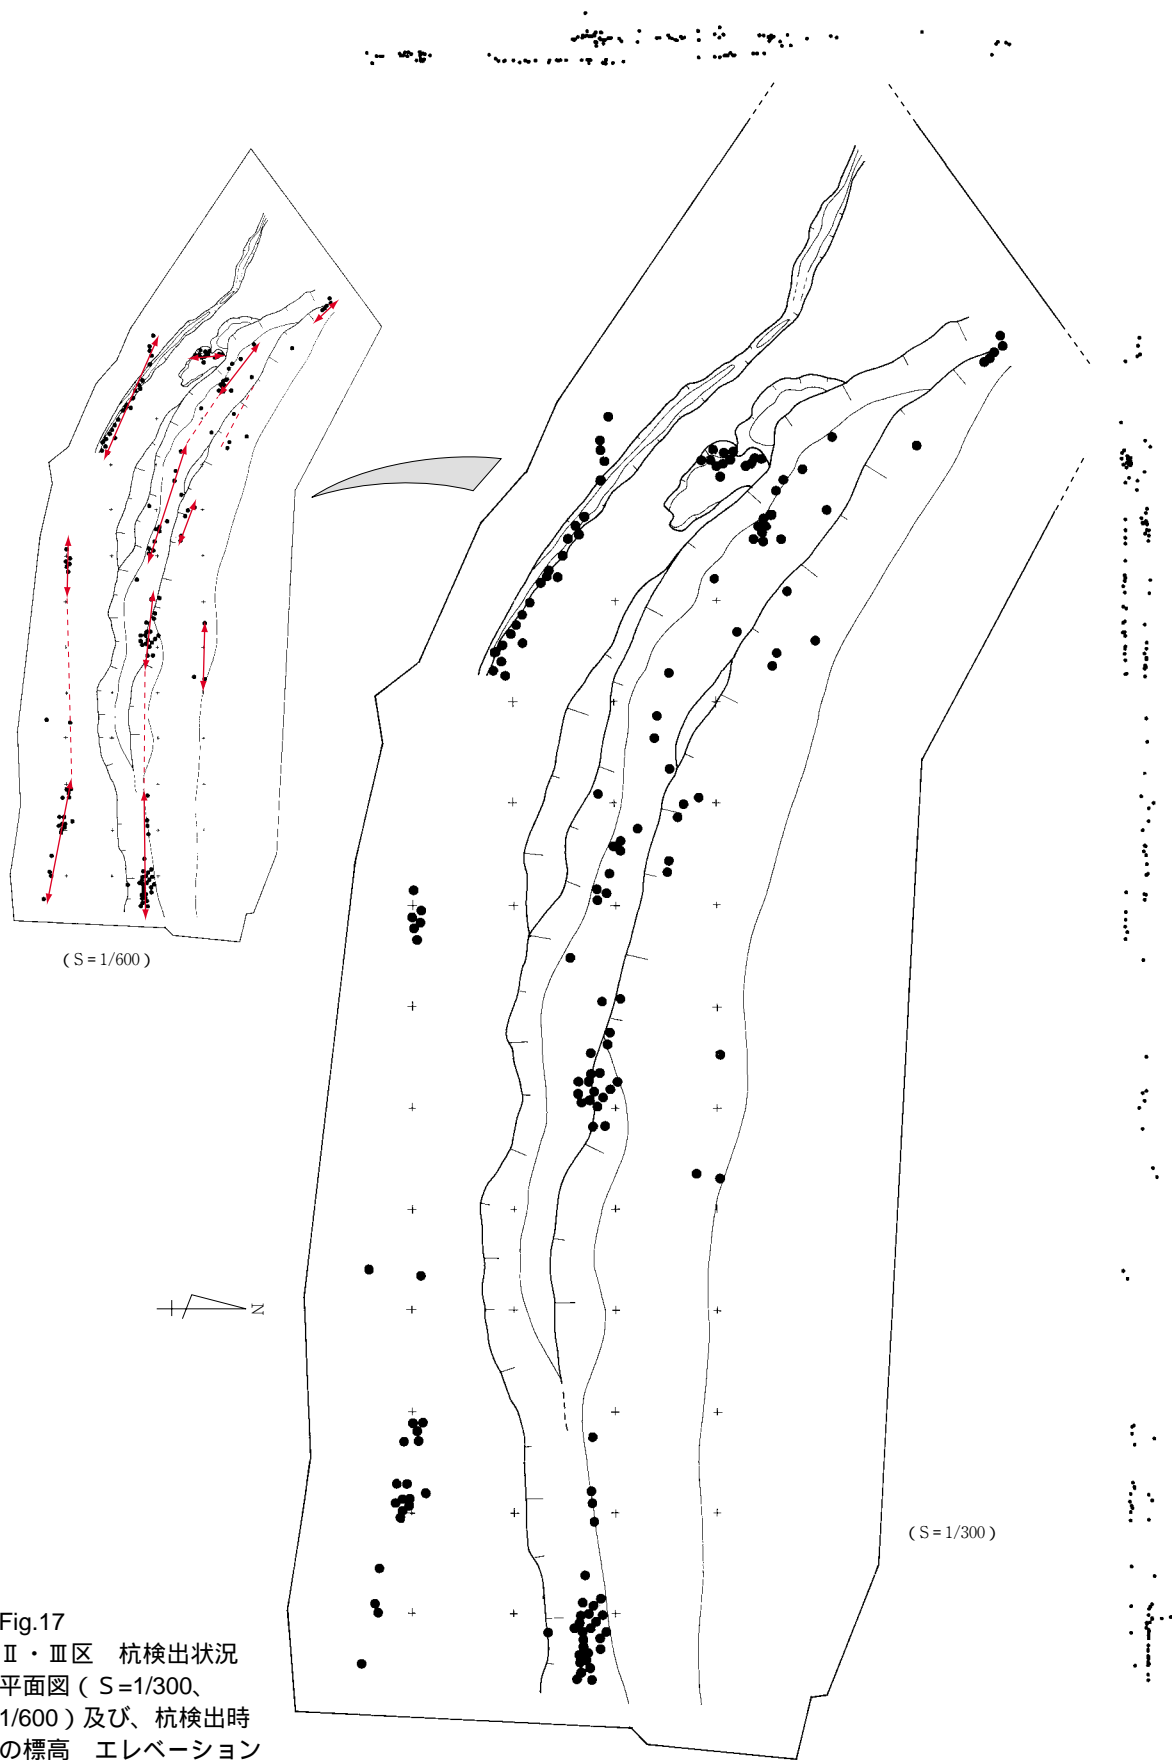 (S=1/600)
N
(S=1/300)
Fig.17
Ⅱ・Ⅲ区 杭検出状況
平面図(S=1/300、
1/600)及び、杭検出時
の標高 エレベーション